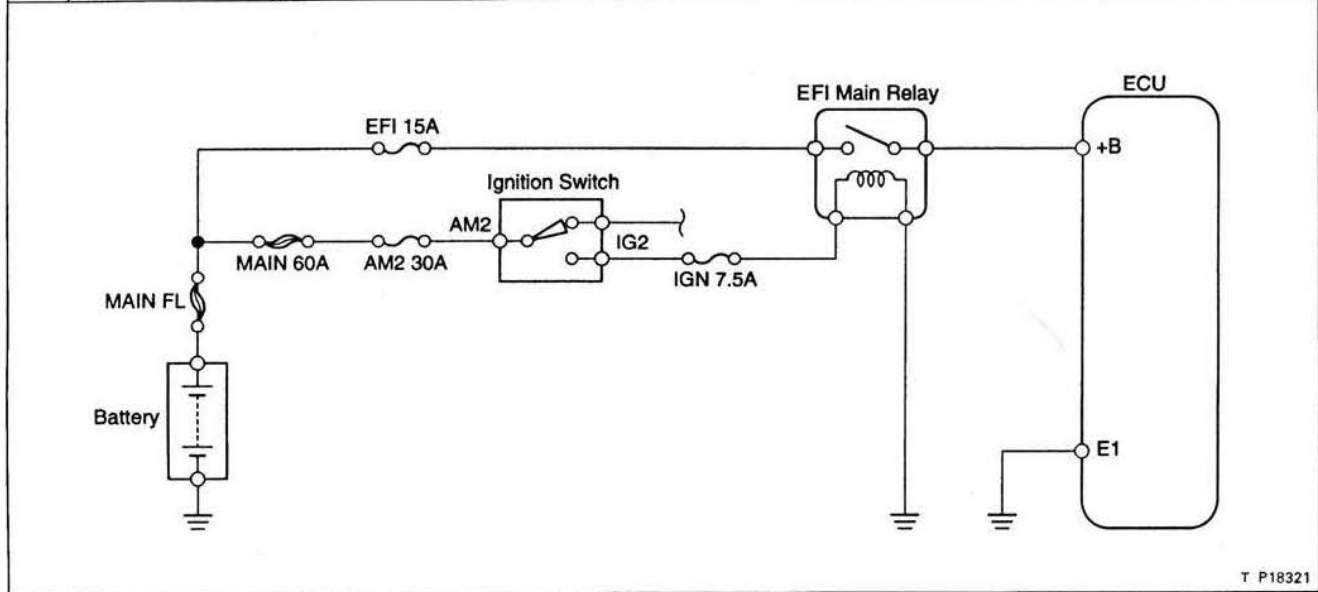 ECU
EFI Main Relay
EFI 15A
+B
Ignition Switch
AM2
IG2
MAIN 60A
AM2 30A
IGN 7.5A
MAIN FL
Battery
E1
T P18321